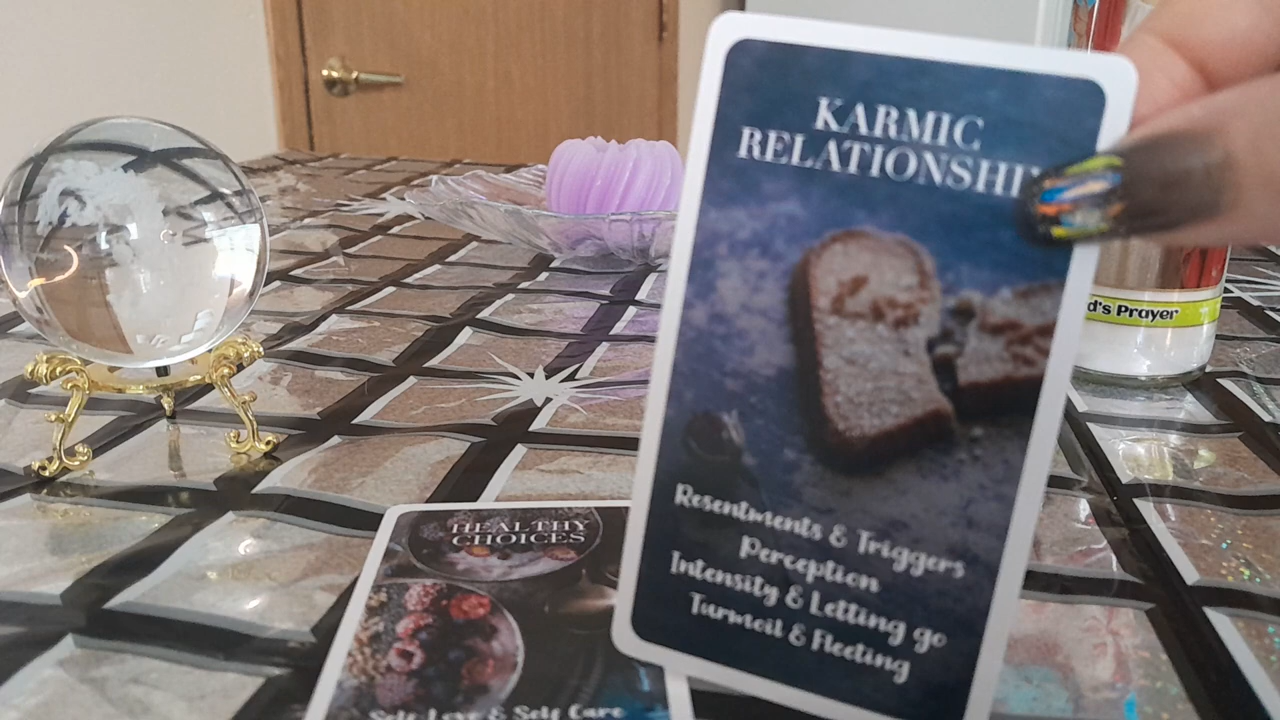 KARMIC
RELATIONSHIP
Resentments & Triggers
Perception
Intensity & Letting go
Turmoil & Fleeting
HEALTHY
CHOICES
Self Love & Self Care
d's Prayer